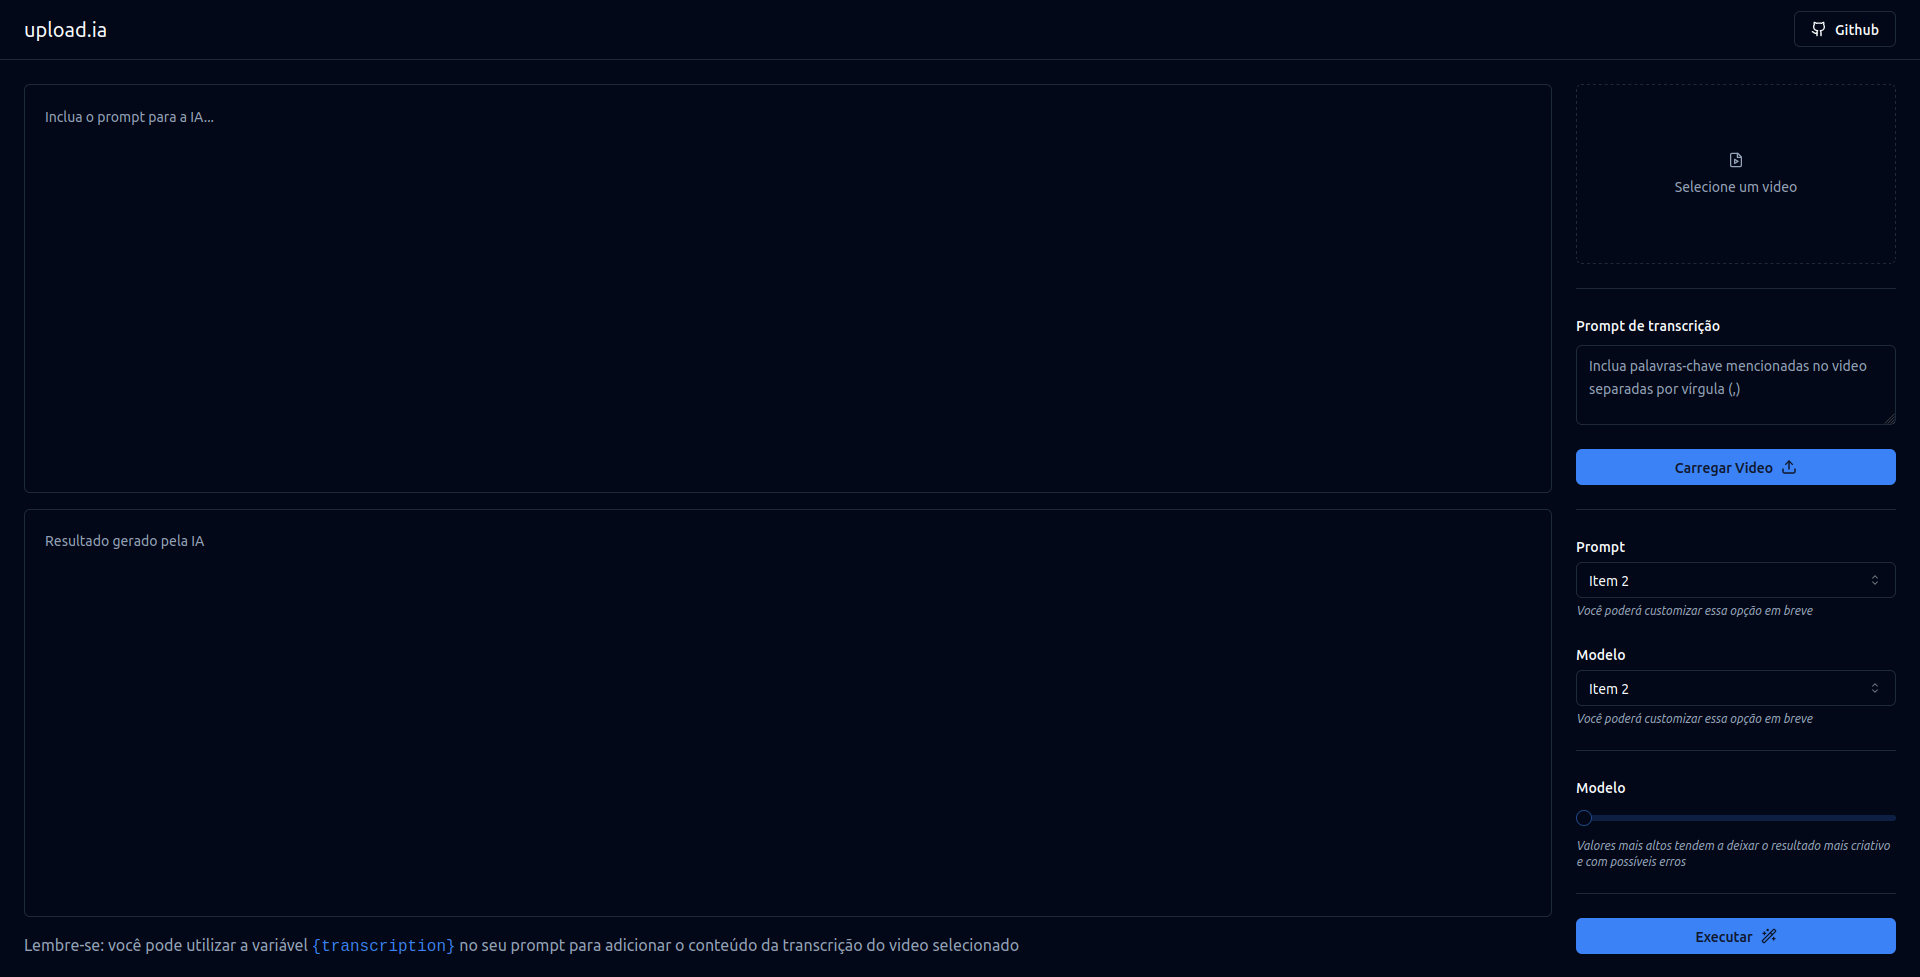 upload.ia
Github
Inclua o prompt para a IA...
Resultado gerado pela IA
Lembre-se: você pode utilizar a variável {transcription} no seu prompt para adicionar o conteúdo da transcrição do video selecionado
Selecione um video
Prompt de transcrição
Inclua palavras-chave mencionadas no video
separadas por vírgula (,)
Carregar Video
Prompt
Item 2
Você poderá customizar essa opção em breve
Modelo
Item 2
Você poderá customizar essa opção em breve
Modelo
Valores mais altos tendem a deixar o resultado mais criativo
e com possíveis erros
Executar